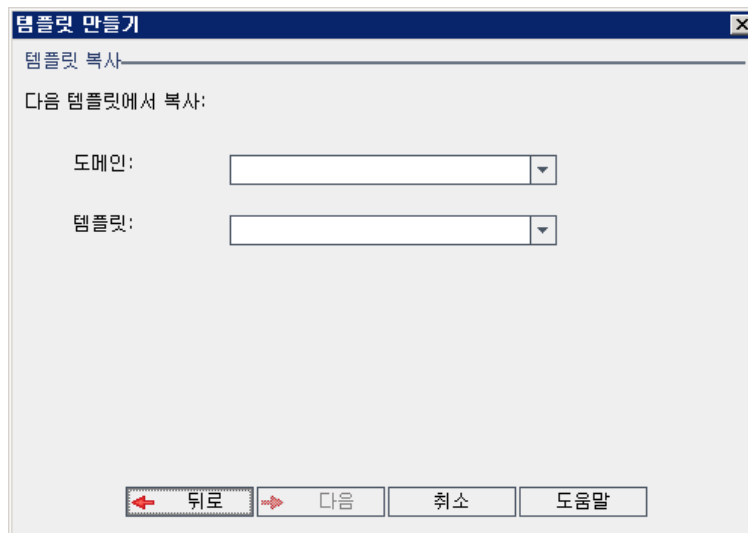 템플릿 만들기
템플릿 복사
다음 템플릿에서 복사:
도메인:
템플릿:
뒤로 다음 취소 도움말